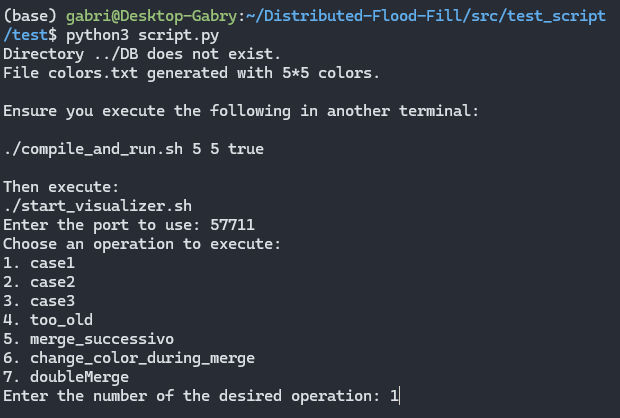 (base) gabri@Desktop-Gabry:~/Distributed-Flood-Fill/src/test_script
/test$ python3 script.py
Directory ../DB does not exist.
File colors.txt generated with 5*5 colors.
Ensure you execute the following in another terminal:
./compile_and_run.sh 5 5 true
Then execute:
./start_visualizer.sh
Enter the port to use: 57711
Choose an operation to execute:
1. case1
2. case2
3. case3
4. too_old
5. merge_successivo
6. change_color_during_merge
7. doubleMerge
Enter the number of the desired operation: 1